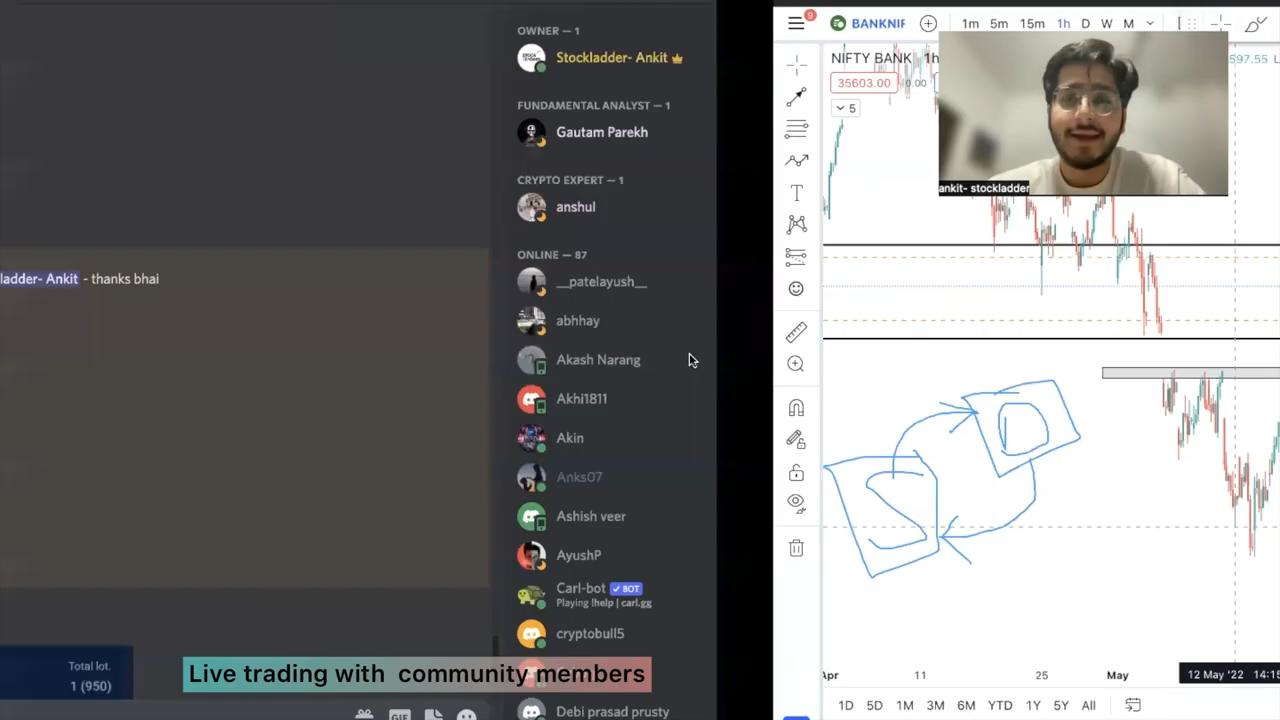 OWNER — 1
Stockladder- Ankit
FUNDAMENTAL ANALYST — 1
Gautam Parekh
CRYPTO EXPERT — 1
anshul
ONLINE — 87
__patelayush__
abhhay
Akash Narang
Akhi1811
Akin
Anks07
Ashish veer
AyushP
Carl-bot ✓ BOT
Playing !help | carl.gg
cryptobull5
Debi prasad prusty
ladder- Ankit - thanks bhai
Total lot.
1 (950)
GIF
Live trading with community members
9
BANKNIF
1m 5m 15m 1h D W M
NIFTY BANK 1h
597.55
35603.00
0.00
5
ankit- stockladder
S
D
Apr 11 25 May 12 May '22 14:15
1D 5D 1M 3M 6M YTD 1Y 5Y All